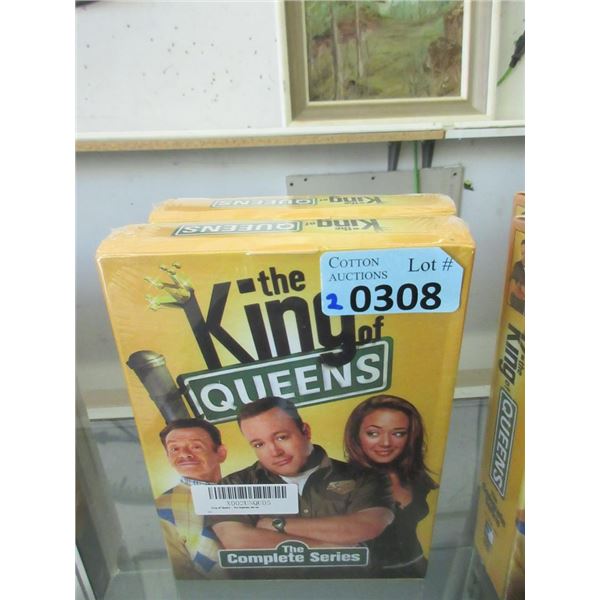 the King of QUEENS
the King of QUEENS
COTTON
AUCTIONS
Lot #
2 0308
the
King of
QUEENS
The
Complete Series
King of
QUEENS